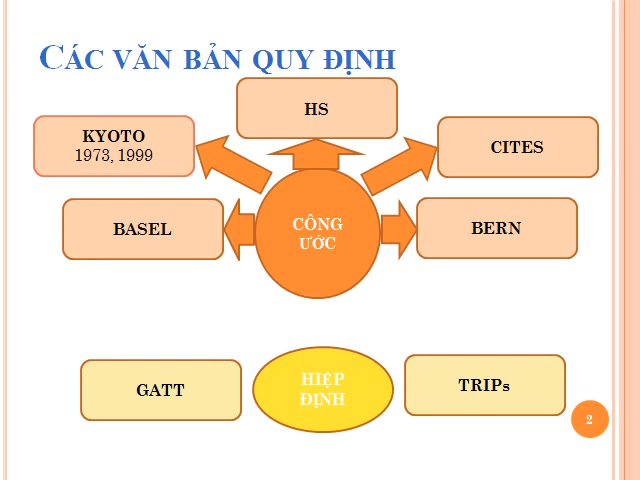 CÁC VĂN BẢN QUY ĐỊNH
HS
KYOTO
1973, 1999
CITES
BASEL
CÔNG
ƯỚC
BERN
GATT
HIỆP
ĐỊNH
TRIPs
2